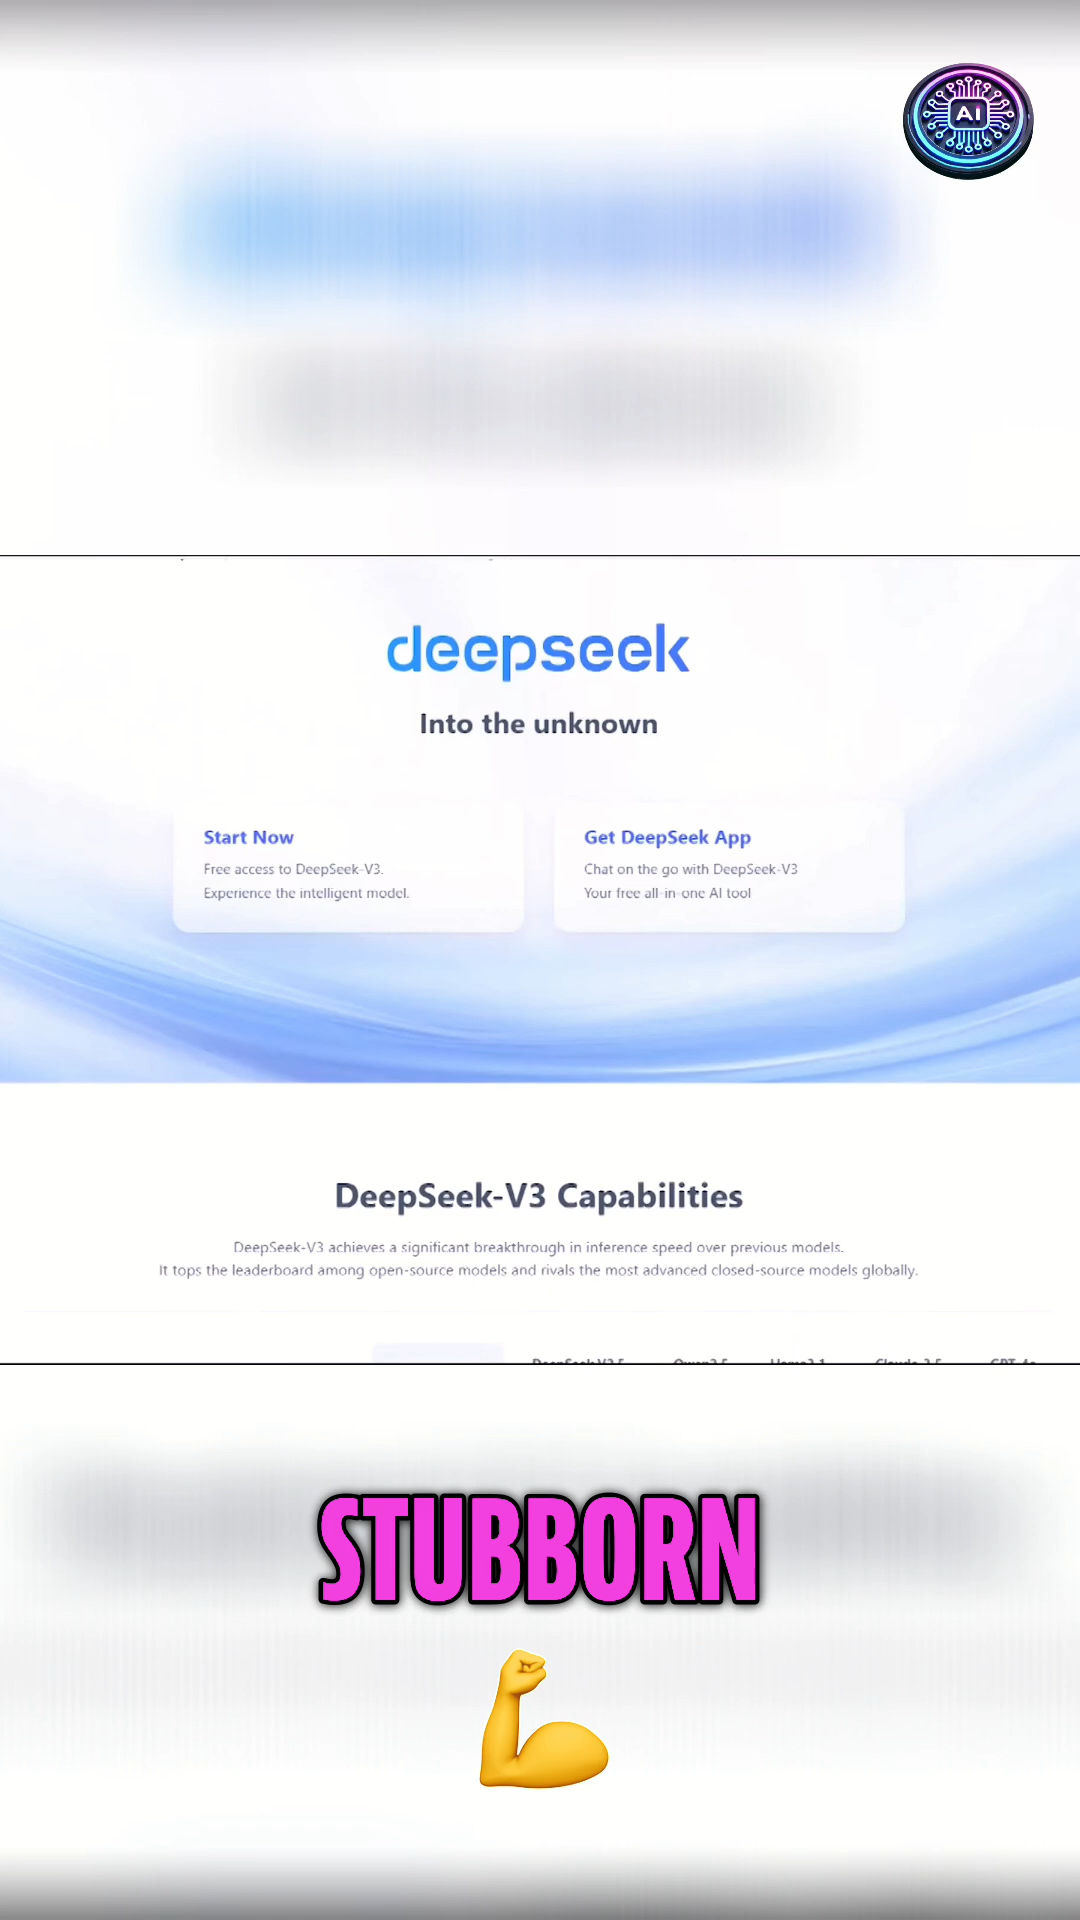 AI
deepseek
Into the unknown
Start Now
Free access to DeepSeek-V3.
Experience the intelligent model.
Get DeepSeek App
Chat on the go with DeepSeek-V3
Your free all-in-one AI tool
DeepSeek-V3 Capabilities
DeepSeek-V3 achieves a significant breakthrough in inference speed over previous models.
It tops the leaderboard among open-source models and rivals the most advanced closed-source models globally.
STUBBORN